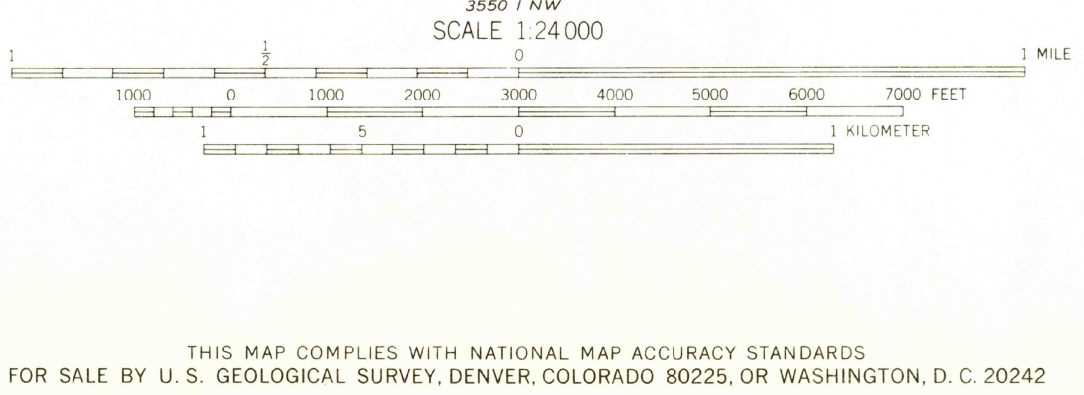 3550 I NW
SCALE 1:24 000
1 1/2 0 1 MILE
1000 0 1000 2000 3000 4000 5000 6000 7000 FEET
1 5 0 1 KILOMETER
THIS MAP COMPLIES WITH NATIONAL MAP ACCURACY STANDARDS
FOR SALE BY U. S. GEOLOGICAL SURVEY, DENVER, COLORADO 80225, OR WASHINGTON, D. C. 20242